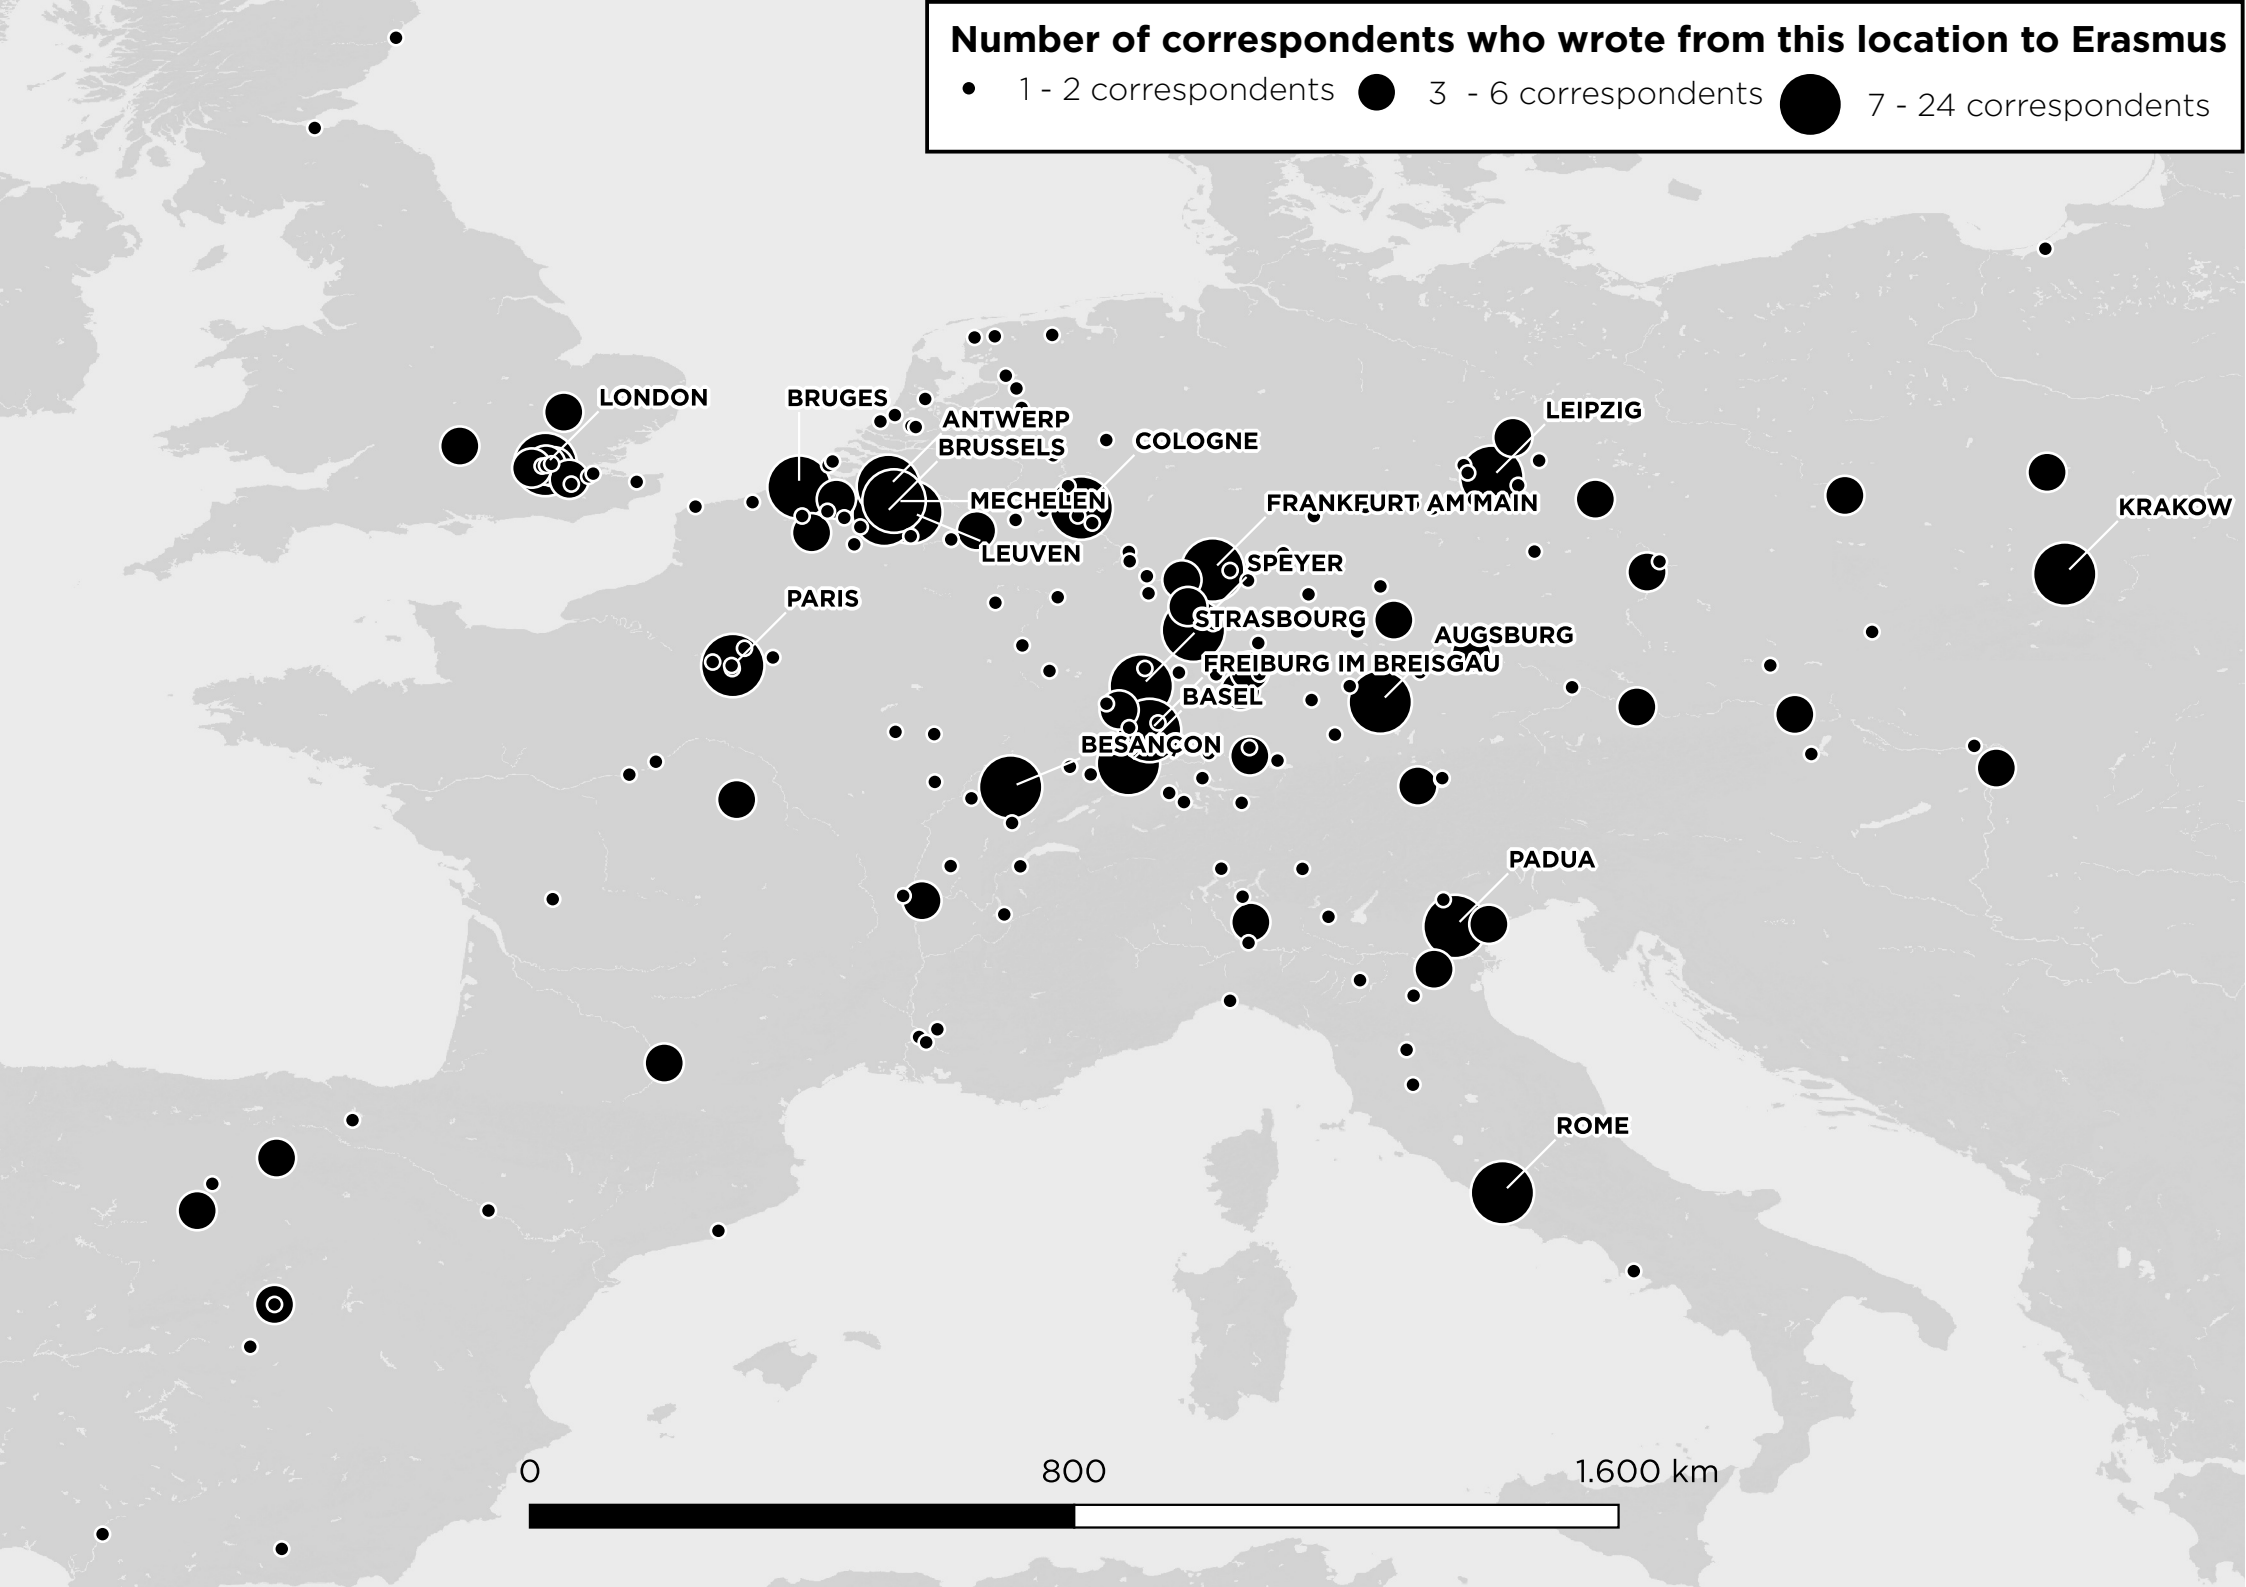 Number of correspondents who wrote from this location to Erasmus
1 - 2 correspondents 3 - 6 correspondents 7 - 24 correspondents
LONDON
BRUGES
ANTWERP
BRUSSELS
COLOGNE
LEIPZIG
MECHELEN
FRANKFURT AM MAIN
KRAKOW
LEUVEN
SPEYER
PARIS
STRASBOURG
AUGSBURG
FREIBURG IM BREISGAU
BASEL
BESANÇON
PADUA
ROME
0 800 1.600 km